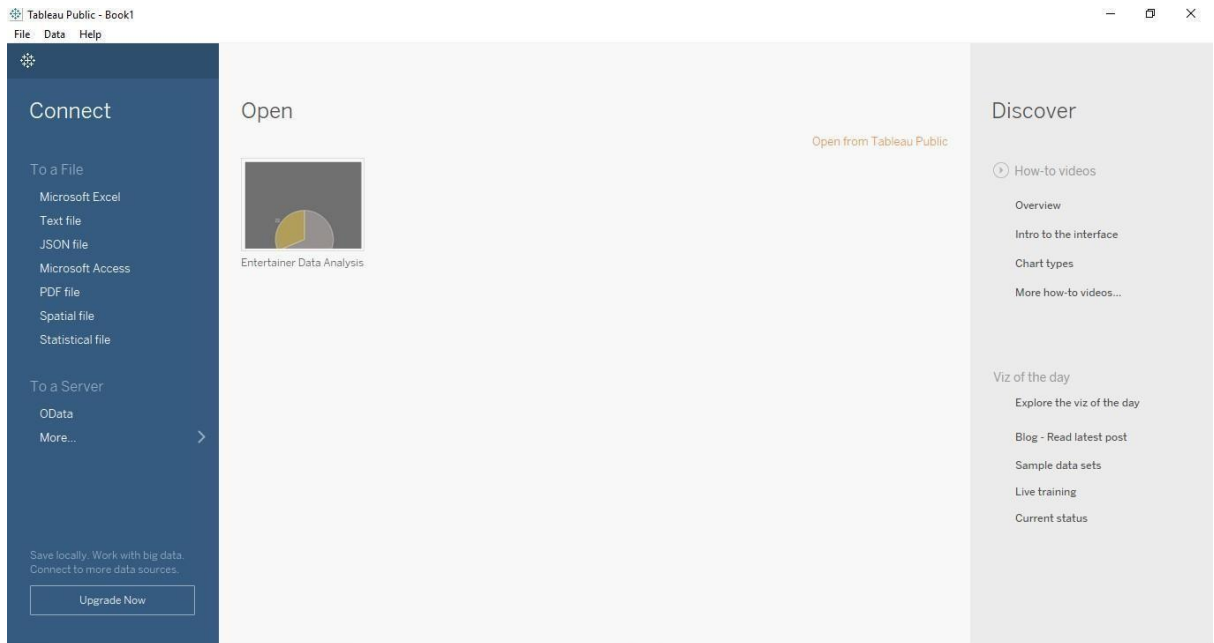 Tableau Public - Book1
File Data Help
Connect
To a File
Microsoft Excel
Text file
JSON file
Microsoft Access
PDF file
Spatial file
Statistical file
To a Server
OData
More...
Save locally. Work with big data.
Connect to more data sources.
Upgrade Now
Open
Open from Tableau Public
Entertainer Data Analysis
Discover
How-to videos
Overview
Intro to the interface
Chart types
More how-to videos...
Viz of the day
Explore the viz of the day
Blog - Read latest post
Sample data sets
Live training
Current status